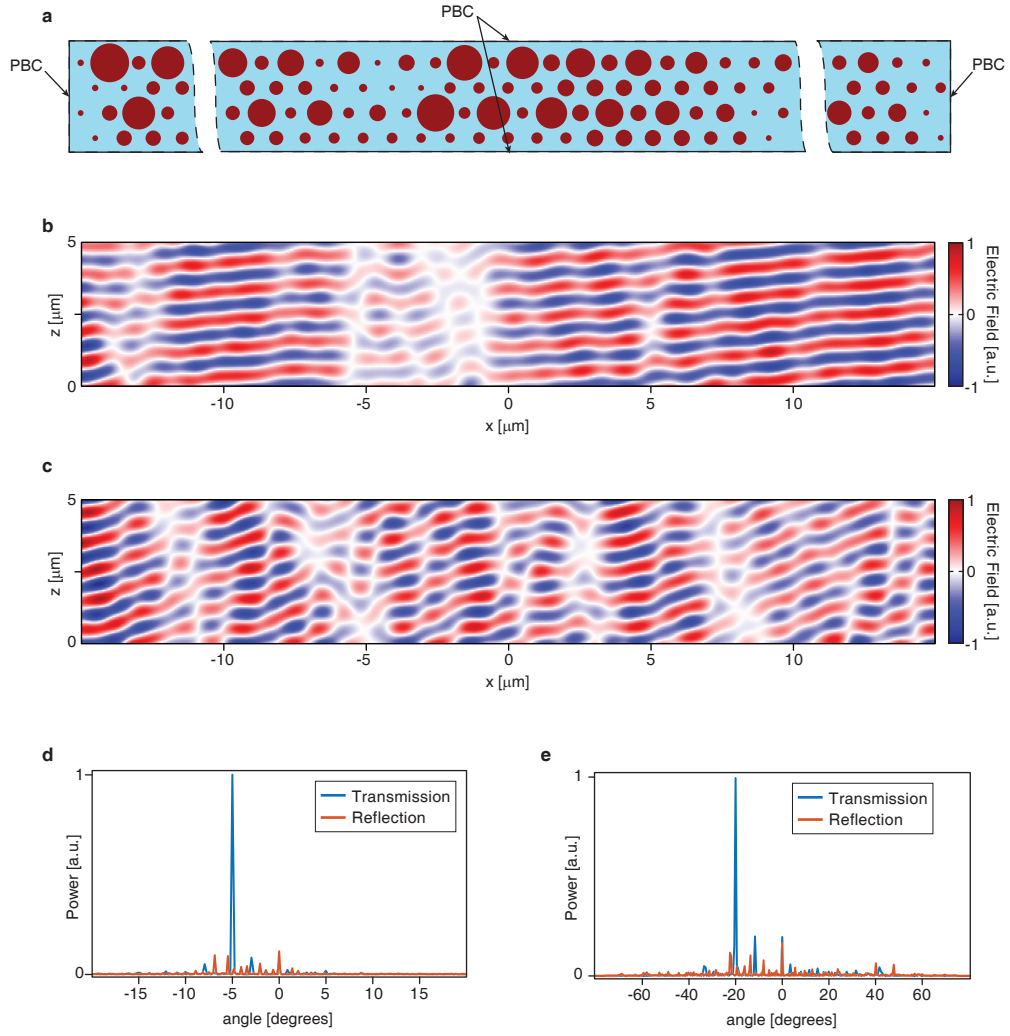 a
PBC
PBC
PBC
b
5
z [μm]
0
-10
-5
0
5
10
x [μm]
1
0
-1
Electric Field [a.u.]
c
5
z [μm]
0
-10
-5
0
5
10
x [μm]
1
0
-1
Electric Field [a.u.]
d
1
Transmission
Reflection
Power [a.u.]
0
-15
-10
-5
0
5
10
15
angle [degrees]
e
1
Transmission
Reflection
Power [a.u.]
0
-60
-40
-20
0
20
40
60
angle [degrees]